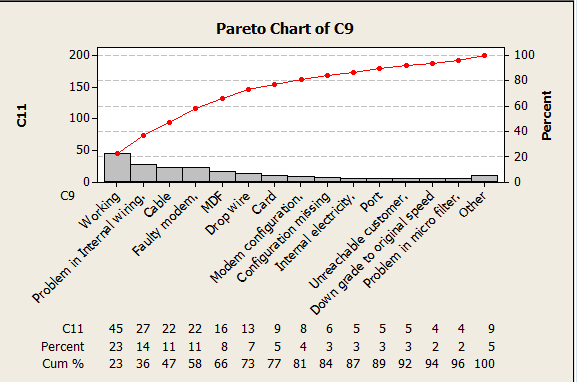 Pareto Chart of C9
200
150
100
50
0
C11
100
80
60
40
20
0
Percent
C9
Working
Problem in Internal wiring,
Cable
Faulty modem,
MDF
Drop wire
Card
Modem configuration,
Configuration missing
Internal electricity,
Port
Unreachable customer,
Down grade to original speed
Problem in micro filter,
Other
C11 45 27 22 22 16 13 9 8 6 5 5 5 4 4 9
Percent 23 14 11 11 8 7 5 4 3 3 3 3 2 2 5
Cum % 23 36 47 58 66 73 77 81 84 87 89 92 94 96 100